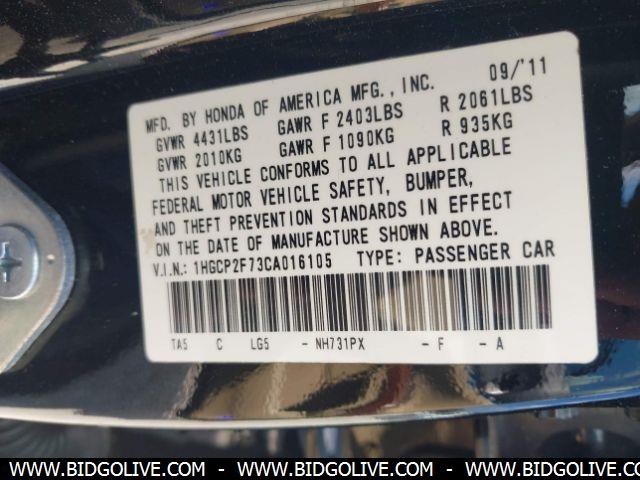 MFD. BY HONDA OF AMERICA MFG., INC. 09/'11
GVWR 4431LBS GAWR F 2403LBS R 2061LBS
GVWR 2010KG GAWR F 1090KG R 935KG
THIS VEHICLE CONFORMS TO ALL APPLICABLE
FEDERAL MOTOR VEHICLE SAFETY, BUMPER,
AND THEFT PREVENTION STANDARDS IN EFFECT
ON THE DATE OF MANUFACTURE SHOWN ABOVE.
V.I.N.: 1HGCP2F73CA016105 TYPE: PASSENGER CAR
TA5 C LG5 - NH731PX - F - A
WWW.BIDGOLIVE.COM - WWW.BIDGOLIVE.COM - WWW.BIDGOLIVE.COM